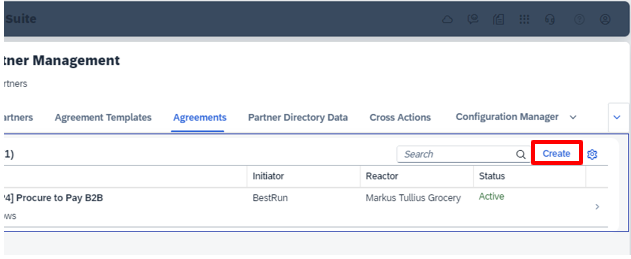 Suite
tner Management
rtners
artners Agreement Templates Agreements Partner Directory Data Cross Actions Configuration Manager
1) Search Create
Initiator Reactor Status
4] Procure to Pay B2B BestRun Markus Tullius Grocery Active
ows